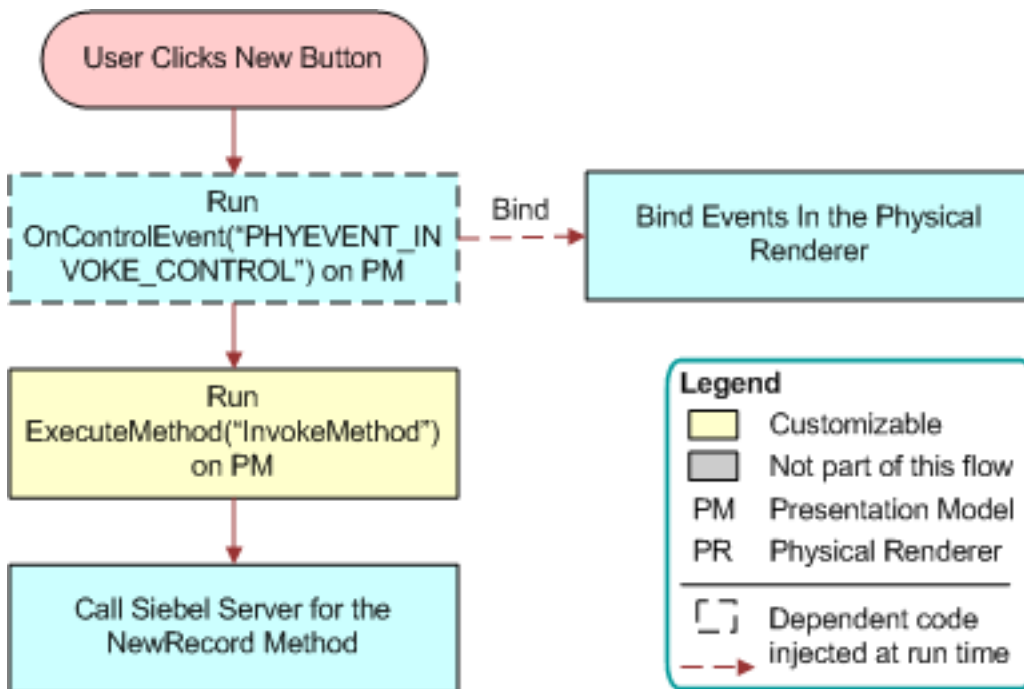 User Clicks New Button
Run
OnControlEvent(“PHYEVENT_IN
VOKE_CONTROL”) on PM
Bind
Bind Events In the Physical
Renderer
Run
ExecuteMethod(“InvokeMethod”)
on PM
Call Siebel Server for the
NewRecord Method
Legend
Customizable
Not part of this flow
PM Presentation Model
PR Physical Renderer
Dependent code
injected at run time